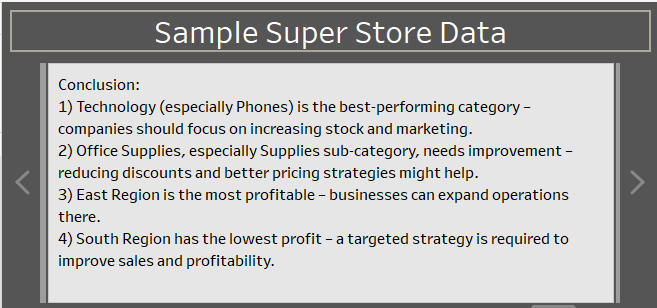 Sample Super Store Data
Conclusion:
1) Technology (especially Phones) is the best-performing category –
companies should focus on increasing stock and marketing.
2) Office Supplies, especially Supplies sub-category, needs improvement –
reducing discounts and better pricing strategies might help.
3) East Region is the most profitable – businesses can expand operations
there.
4) South Region has the lowest profit – a targeted strategy is required to
improve sales and profitability.